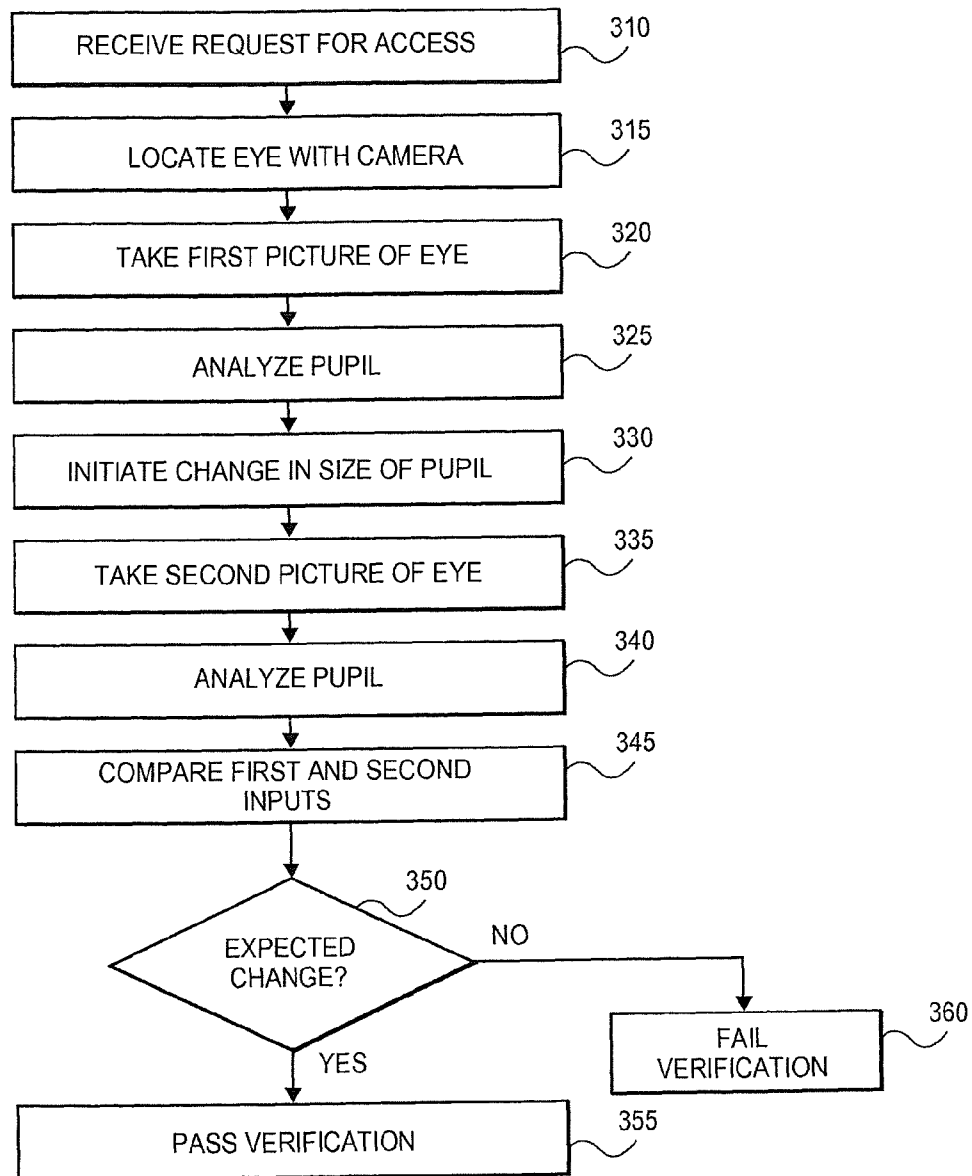 RECEIVE REQUEST FOR ACCESS
310
LOCATE EYE WITH CAMERA
315
TAKE FIRST PICTURE OF EYE
320
ANALYZE PUPIL
325
INITIATE CHANGE IN SIZE OF PUPIL
330
TAKE SECOND PICTURE OF EYE
335
ANALYZE PUPIL
340
COMPARE FIRST AND SECOND
INPUTS
345
EXPECTED
CHANGE?
350
NO
FAIL
VERIFICATION
360
YES
PASS VERIFICATION
355